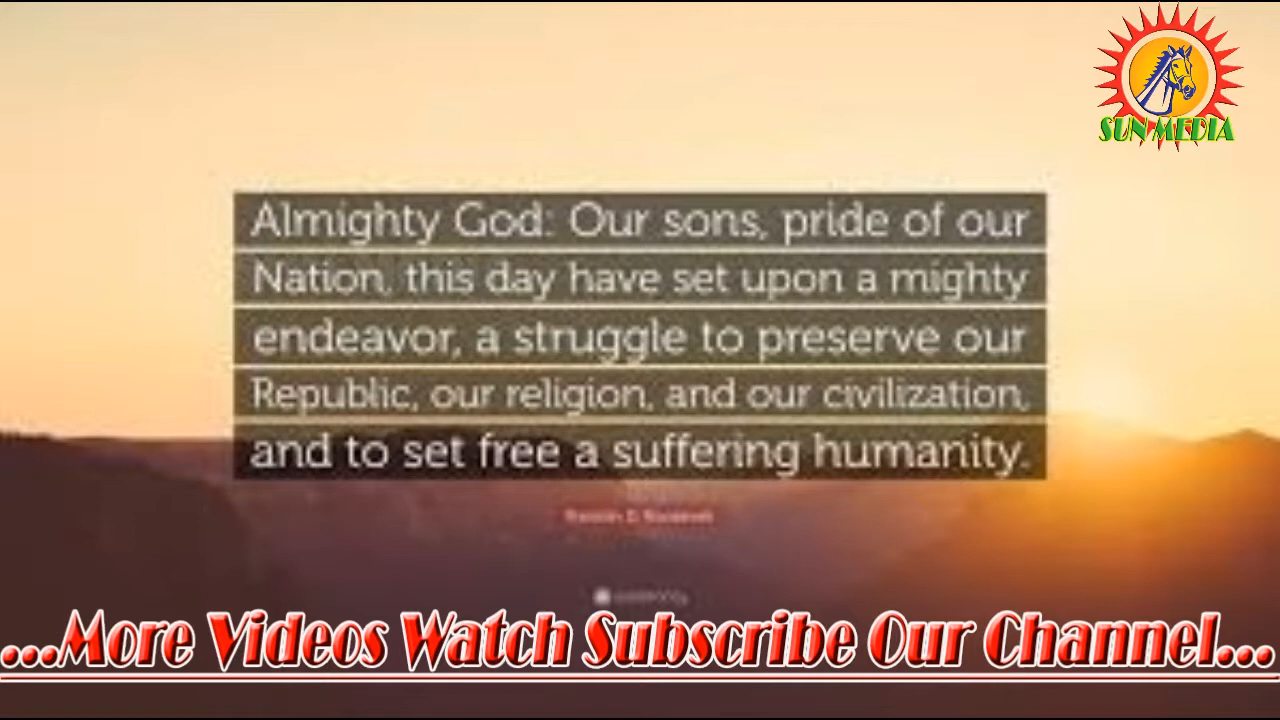 SUN MEDIA
Almighty God: Our sons, pride of our
Nation, this day have set upon a mighty
endeavor, a struggle to preserve our
Republic, our religion, and our civilization,
and to set free a suffering humanity.
Franklin D. Roosevelt
...More Videos Watch Subscribe Our Channel...